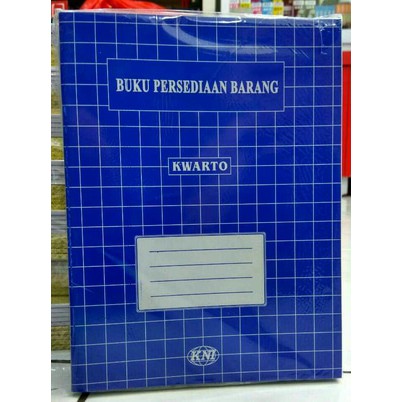 BUKU PERSEDIAAN BARANG
KWARTO
KNI